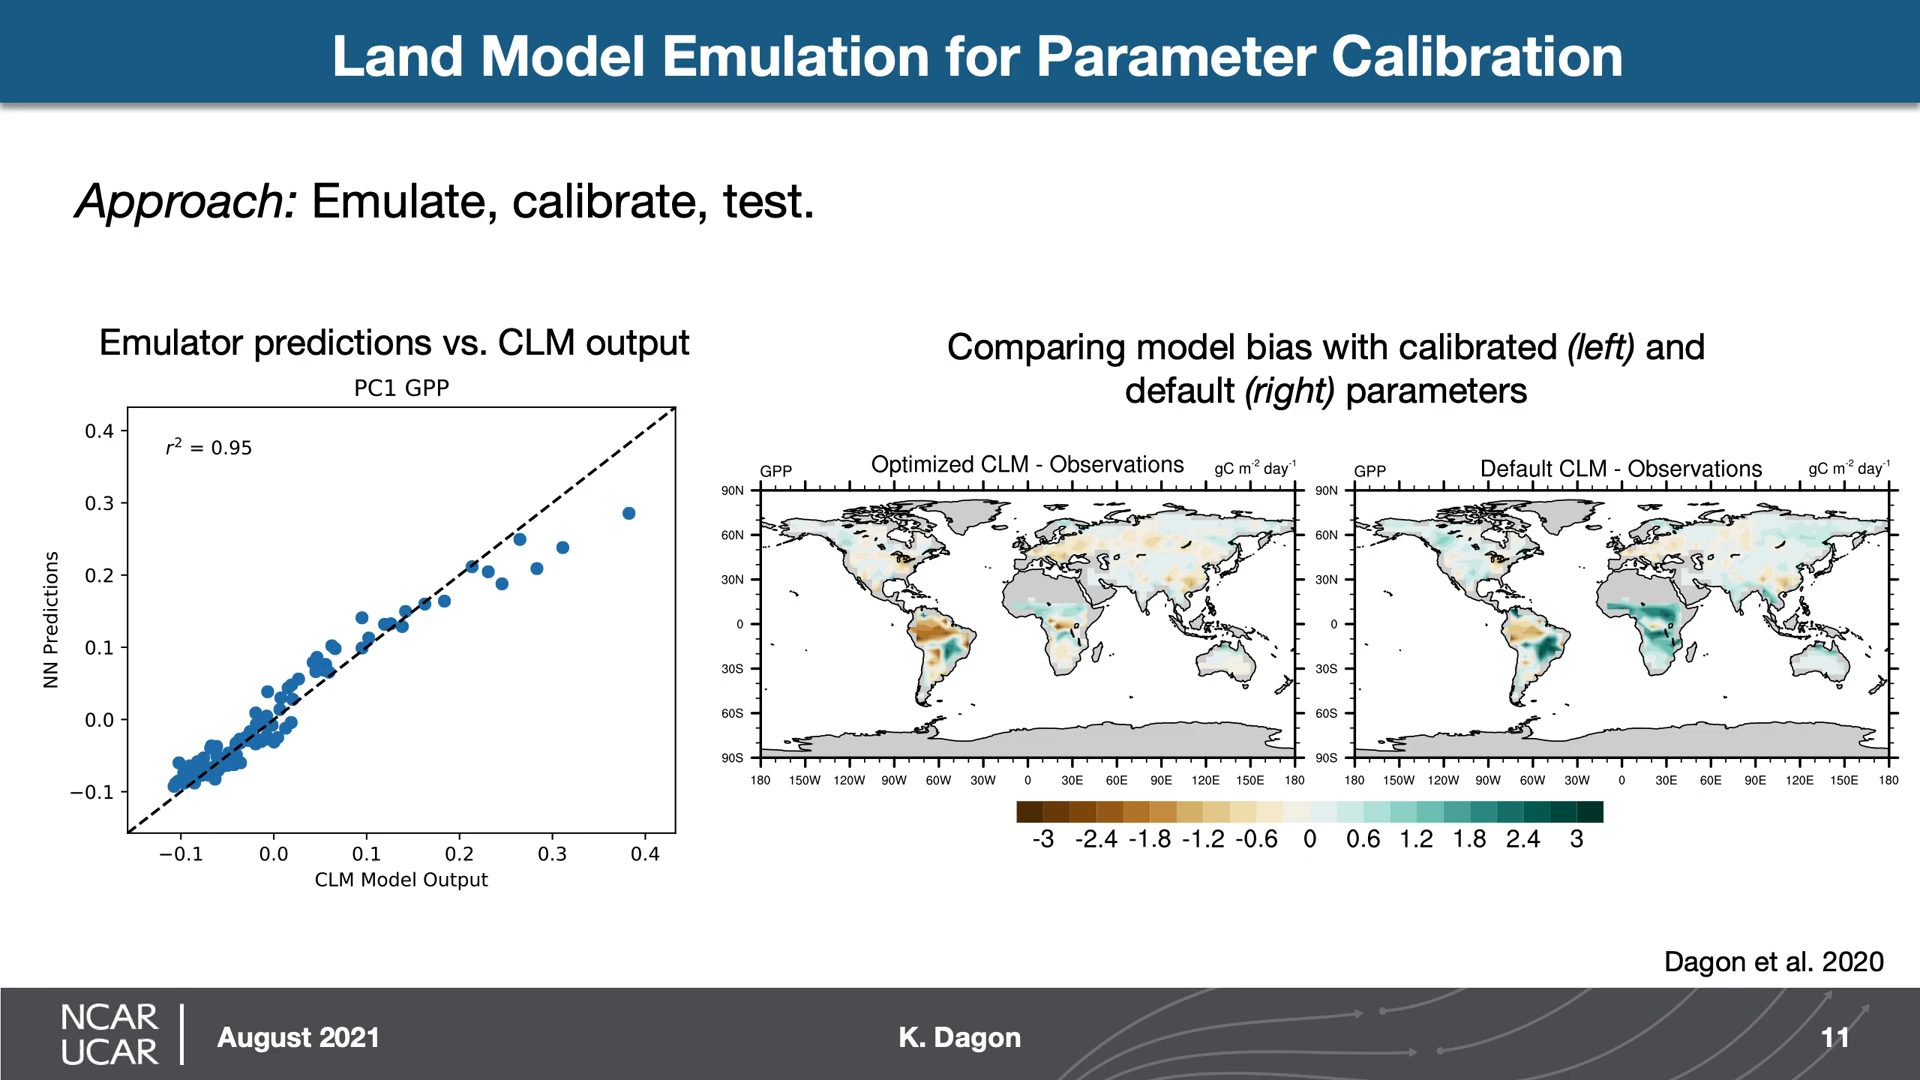 Land Model Emulation for Parameter Calibration
Approach: Emulate, calibrate, test.
Emulator predictions vs. CLM output
PC1 GPP
r² = 0.95
0.4
0.3
0.2
0.1
0.0
−0.1
NN Predictions
−0.1 0.0 0.1 0.2 0.3 0.4
CLM Model Output
Comparing model bias with calibrated (left) and
default (right) parameters
GPP Optimized CLM - Observations gC m⁻² day⁻¹
90N
60N
30N
0
30S
60S
90S
180 150W 120W 90W 60W 30W 0 30E 60E 90E 120E 150E 180
GPP Default CLM - Observations gC m⁻² day⁻¹
90N
60N
30N
0
30S
60S
90S
180 150W 120W 90W 60W 30W 0 30E 60E 90E 120E 150E 180
-3 -2.4 -1.8 -1.2 -0.6 0 0.6 1.2 1.8 2.4 3
Dagon et al. 2020
NCAR
UCAR
August 2021
K. Dagon
11